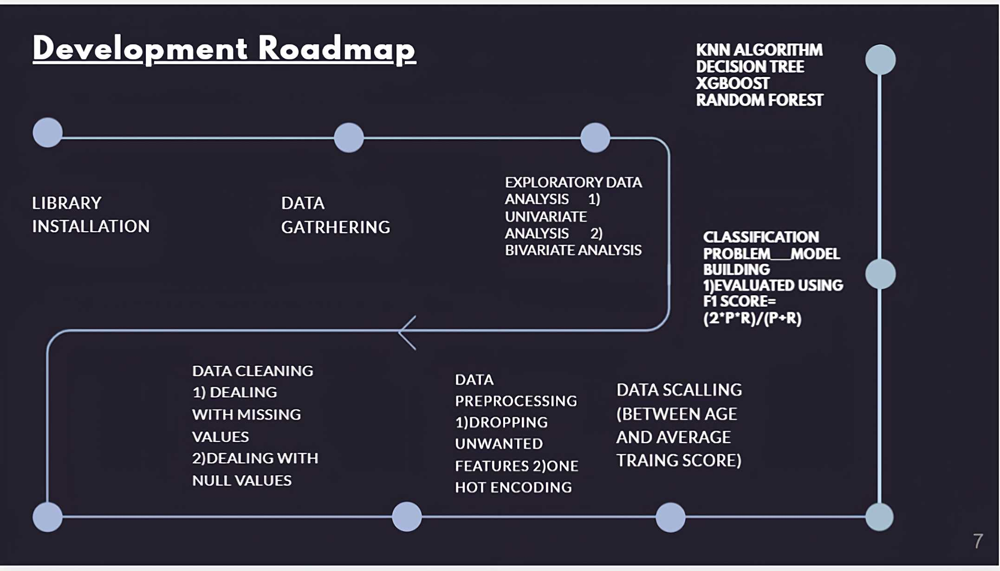 Development Roadmap
LIBRARY
INSTALLATION
DATA
GATRHERING
EXPLORATORY DATA
ANALYSIS 1)
UNIVARIATE
ANALYSIS 2)
BIVARIATE ANALYSIS
DATA CLEANING
1) DEALING
WITH MISSING
VALUES
2)DEALING WITH
NULL VALUES
DATA
PREPROCESSING
1)DROPPING
UNWANTED
FEATURES 2)ONE
HOT ENCODING
DATA SCALLING
(BETWEEN AGE
AND AVERAGE
TRAING SCORE)
CLASSIFICATION
PROBLEM___MODEL
BUILDING
1)EVALUATED USING
F1 SCORE=
(2*P*R)/(P+R)
KNN ALGORITHM
DECISION TREE
XGBOOST
RANDOM FOREST
7